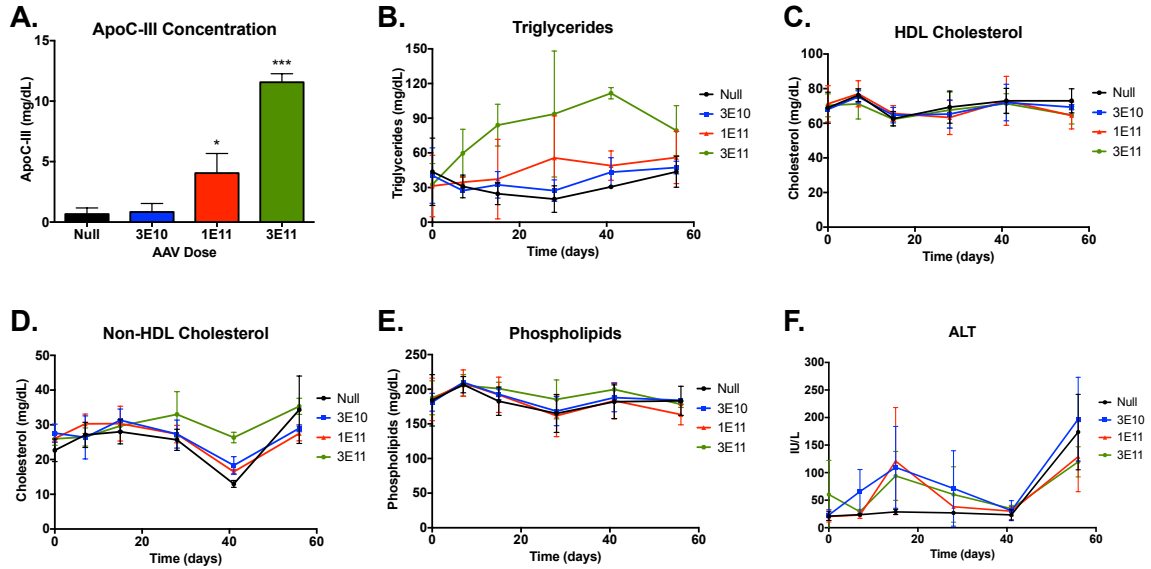 A.
ApoC-III Concentration
ApoC-III (mg/dL)
15
10
5
0
***
*
Null 3E10 1E11 3E11
AAV Dose
B.
Triglycerides
Triglycerides (mg/dL)
150
120
90
60
30
0
0 20 40 60
Time (days)
Null
3E10
1E11
3E11
C.
HDL Cholesterol
Cholesterol (mg/dL)
100
80
60
40
20
0
0 20 40 60
Time (days)
Null
3E10
1E11
3E11
D.
Non-HDL Cholesterol
Cholesterol (mg/dL)
50
40
30
20
10
0
0 20 40 60
Time (days)
Null
3E10
1E11
3E11
E.
Phospholipids
Phospholipids (mg/dL)
250
200
150
100
50
0
0 20 40 60
Time (days)
Null
3E10
1E11
3E11
F.
ALT
IU/L
300
250
200
150
100
50
0
0 20 40 60
Time (days)
Null
3E10
1E11
3E11